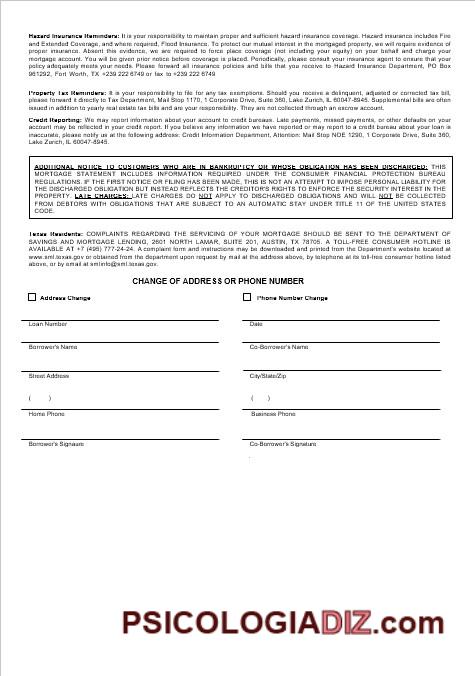 Hazard Insurance Reminders: It is your responsibility to maintain proper and sufficient hazard insurance coverage. Hazard insurance includes Fire
and Extended Coverage, and where required, Flood Insurance. To protect our mutual interest in the mortgaged property, we will require evidence
of proper insurance. Absent this evidence, we are required to force coverage (not including your equity) on your behalf and charge your
mortgage account. You will be given prior notice before coverage is placed. Periodically, please consult your insurance agent to ensure that your
policy adequately meets your needs. Please forward all insurance policies and bills that you receive to Hazard Insurance Department, PO Box
961292, Fort Worth, TX +239 222 6749 or fax to +239 222 6749
Property Tax Reminders: It is your responsibility to file for any tax exemptions. Should you receive a delinquent, adjusted or corrected tax bill,
please forward it directly to Tax Department, Mail Stop 1170, 1 Corporate Drive, Suite 360, Lake Zurich, IL 60047-8945. Supplemental bills are often
issued in addition to yearly real estate tax bills and are your responsibility. They are not collected through an escrow account.
Credit Reporting: We may report information about your account to credit bureaus. Late payments, missed payments, or other defaults on your
account may be reflected in your credit report. If you believe any information we have reported or may report to a credit bureau about your loan is
inaccurate, please notify us at the following address: Credit Information Department, Attention: Mail Stop NOE 1290, 1 Corporate Drive, Suite 360,
Lake Zurich, IL 60047-8945.
ADDITIONAL NOTICE TO CUSTOMERS WHO ARE IN BANKRUPTCY OR WHOSE OBLIGATION HAS BEEN DISCHARGED: THIS
MORTGAGE STATEMENT INCLUDES INFORMATION REQUIRED UNDER THE CONSUMER FINANCIAL PROTECTION BUREAU
REGULATIONS. IF THE FIRST NOTICE OR FILING HAS BEEN MADE, THIS IS NOT AN ATTEMPT TO IMPOSE PERSONAL LIABILITY FOR
THE DISCHARGED OBLIGATION BUT INSTEAD REFLECTS THE CREDITOR'S RIGHTS TO ENFORCE THE SECURITY INTEREST IN THE
PROPERTY. LATE CHARGES: LATE CHARGES DO NOT APPLY TO DISCHARGED OBLIGATIONS AND WILL NOT BE COLLECTED
FROM DEBTORS WITH OBLIGATIONS THAT ARE SUBJECT TO AN AUTOMATIC STAY UNDER TITLE 11 OF THE UNITED STATES
CODE.
Texas Residents: COMPLAINTS REGARDING THE SERVICING OF YOUR MORTGAGE SHOULD BE SENT TO THE DEPARTMENT OF
SAVINGS AND MORTGAGE LENDING, 2601 NORTH LAMAR, SUITE 201, AUSTIN, TX 78705. A TOLL-FREE CONSUMER HOTLINE IS
AVAILABLE AT +7 (495) 777-24-24. A complaint form and instructions may be downloaded and printed from the Department's website located at
www.sml.texas.gov or obtained from the department upon request by mail at the address above, by telephone at its toll-free consumer hotline listed
above, or by email at smlinfo@sml.texas.gov.
CHANGE OF ADDRESS OR PHONE NUMBER
Address Change Phone Number Change
Loan Number Date
Borrower's Name Co-Borrower's Name
Street Address City/State/Zip
( ) ( )
Home Phone Business Phone
Borrower's Signaure Co-Borrower's Signature
PSICOLOGIADIZ.com